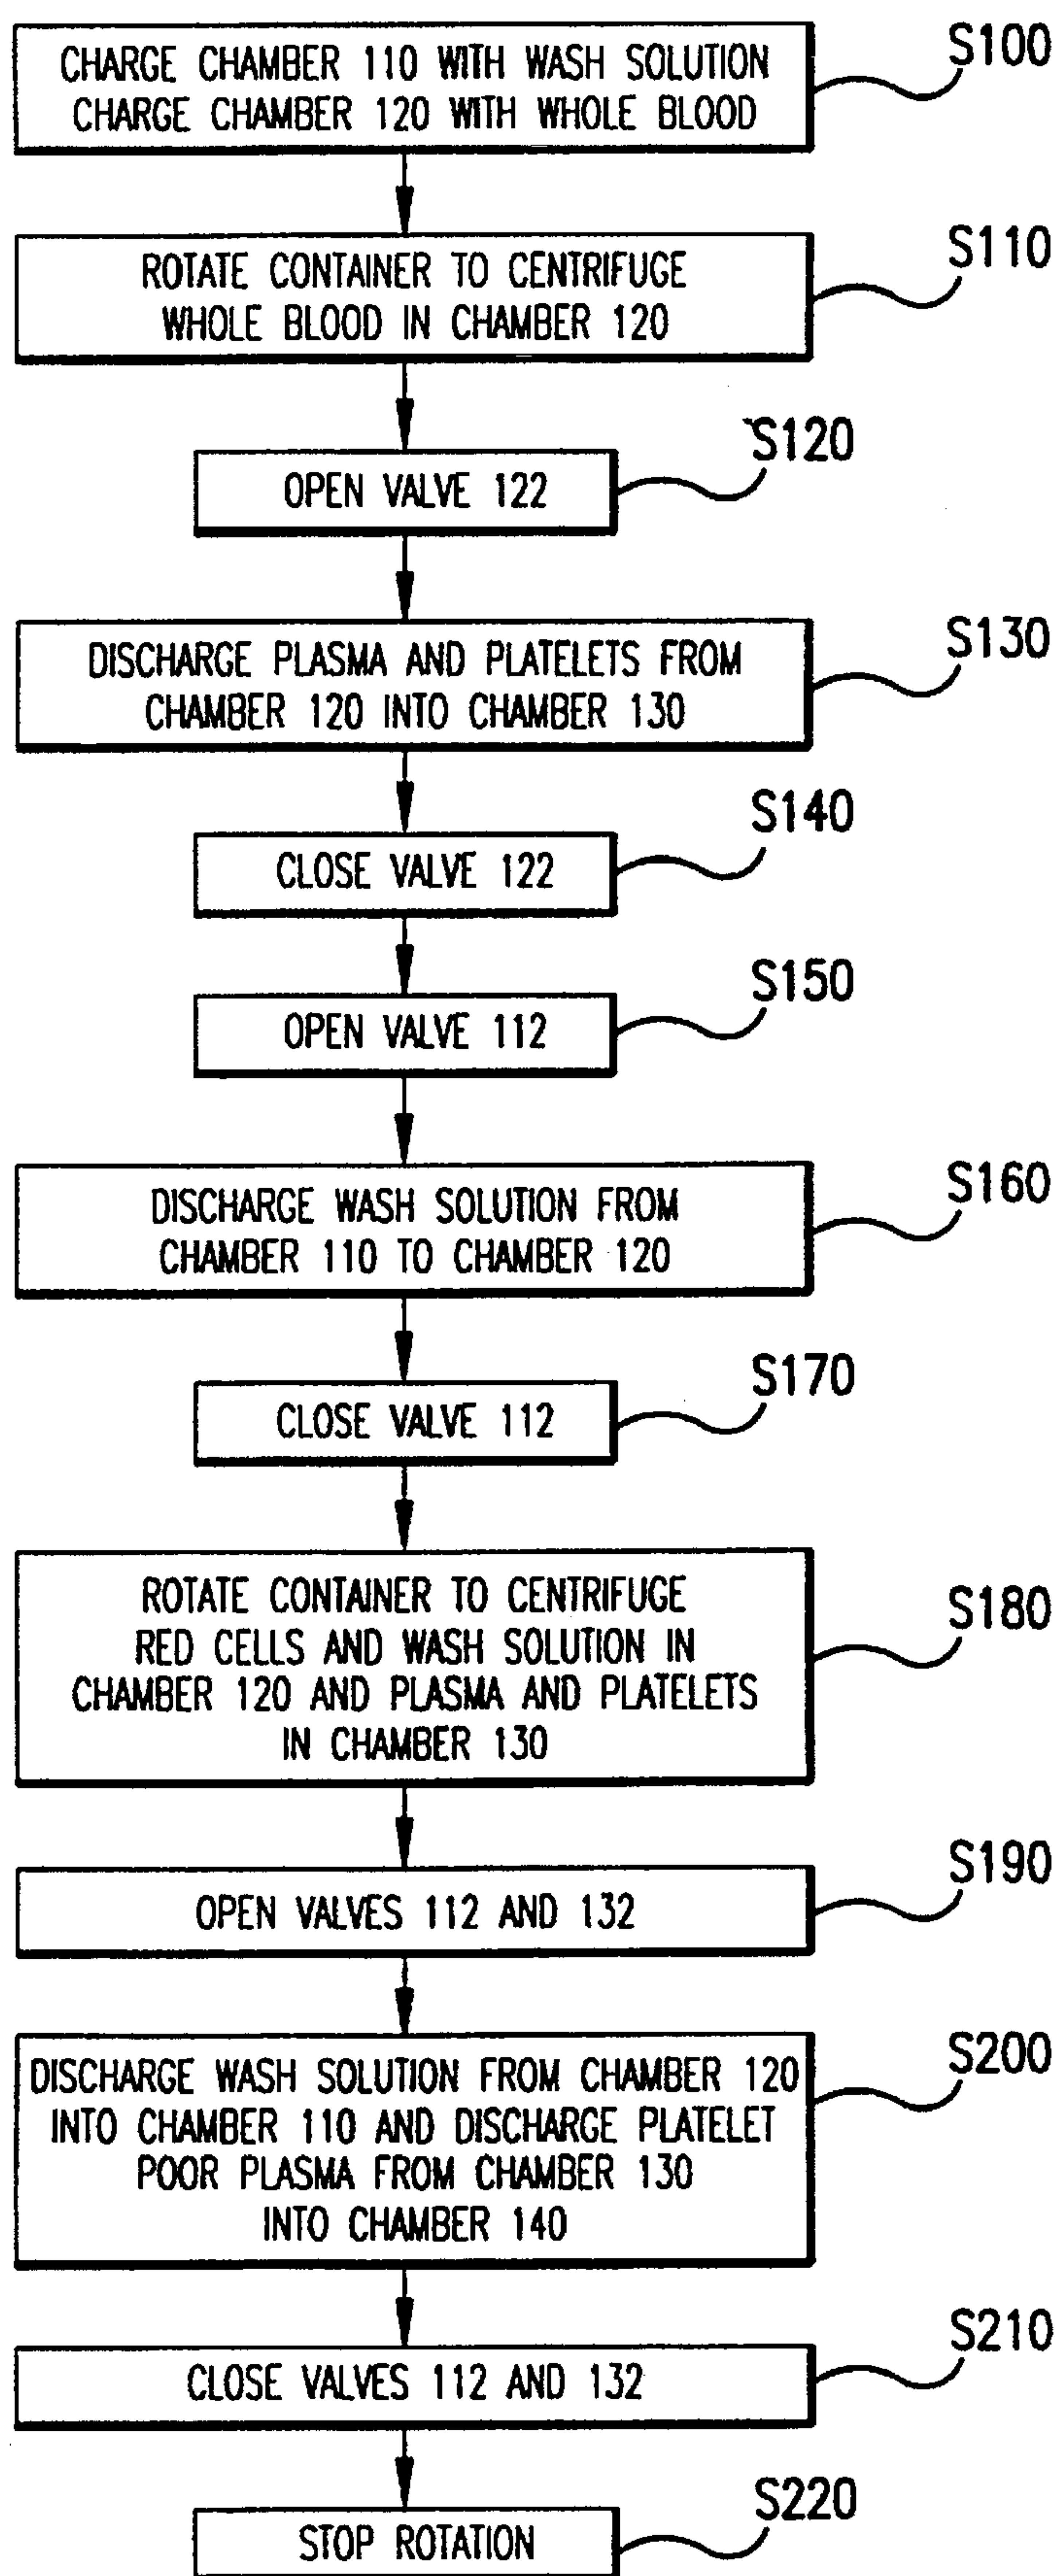 CHARGE CHAMBER 110 WITH WASH SOLUTION
CHARGE CHAMBER 120 WITH WHOLE BLOOD
S100
ROTATE CONTAINER TO CENTRIFUGE
WHOLE BLOOD IN CHAMBER 120
S110
OPEN VALVE 122
S120
DISCHARGE PLASMA AND PLATELETS FROM
CHAMBER 120 INTO CHAMBER 130
S130
CLOSE VALVE 122
S140
OPEN VALVE 112
S150
DISCHARGE WASH SOLUTION FROM
CHAMBER 110 TO CHAMBER 120
S160
CLOSE VALVE 112
S170
ROTATE CONTAINER TO CENTRIFUGE
RED CELLS AND WASH SOLUTION IN
CHAMBER 120 AND PLASMA AND PLATELETS
IN CHAMBER 130
S180
OPEN VALVES 112 AND 132
S190
DISCHARGE WASH SOLUTION FROM CHAMBER 120
INTO CHAMBER 110 AND DISCHARGE PLATELET
POOR PLASMA FROM CHAMBER 130
INTO CHAMBER 140
S200
CLOSE VALVES 112 AND 132
S210
STOP ROTATION
S220